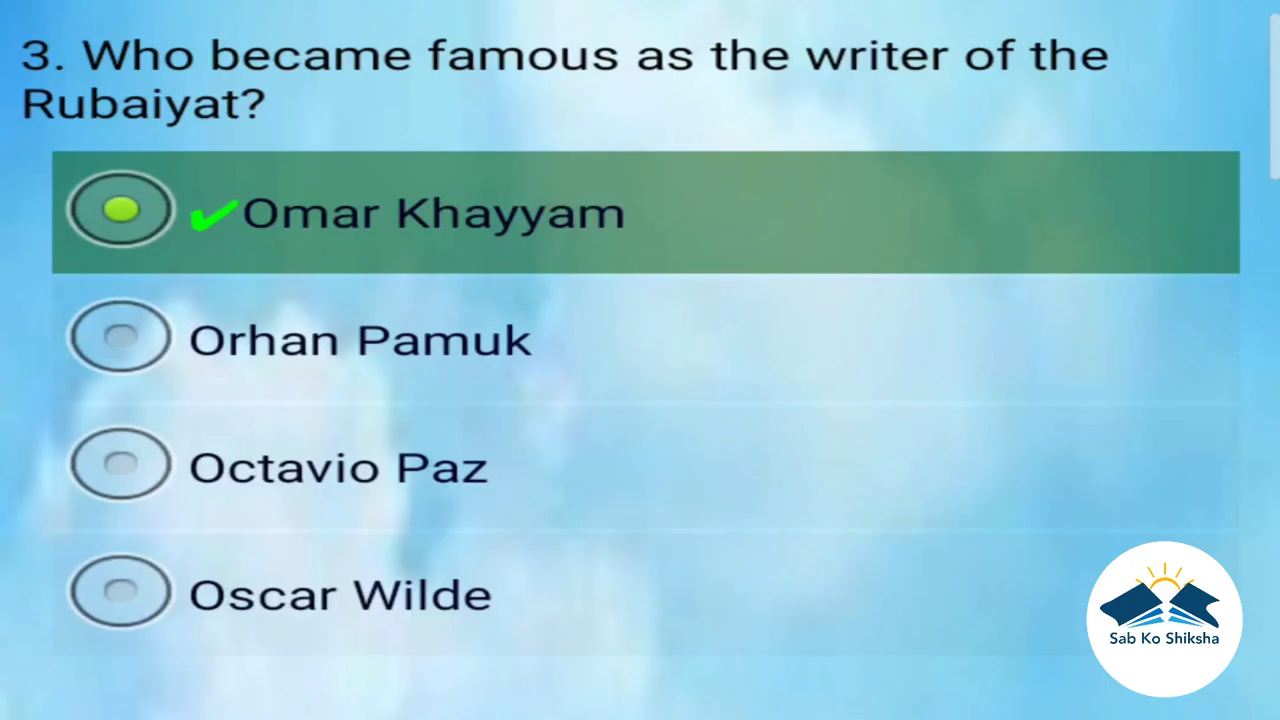 3. Who became famous as the writer of the
Rubaiyat?
✔Omar Khayyam
Orhan Pamuk
Octavio Paz
Oscar Wilde
Sab Ko Shiksha